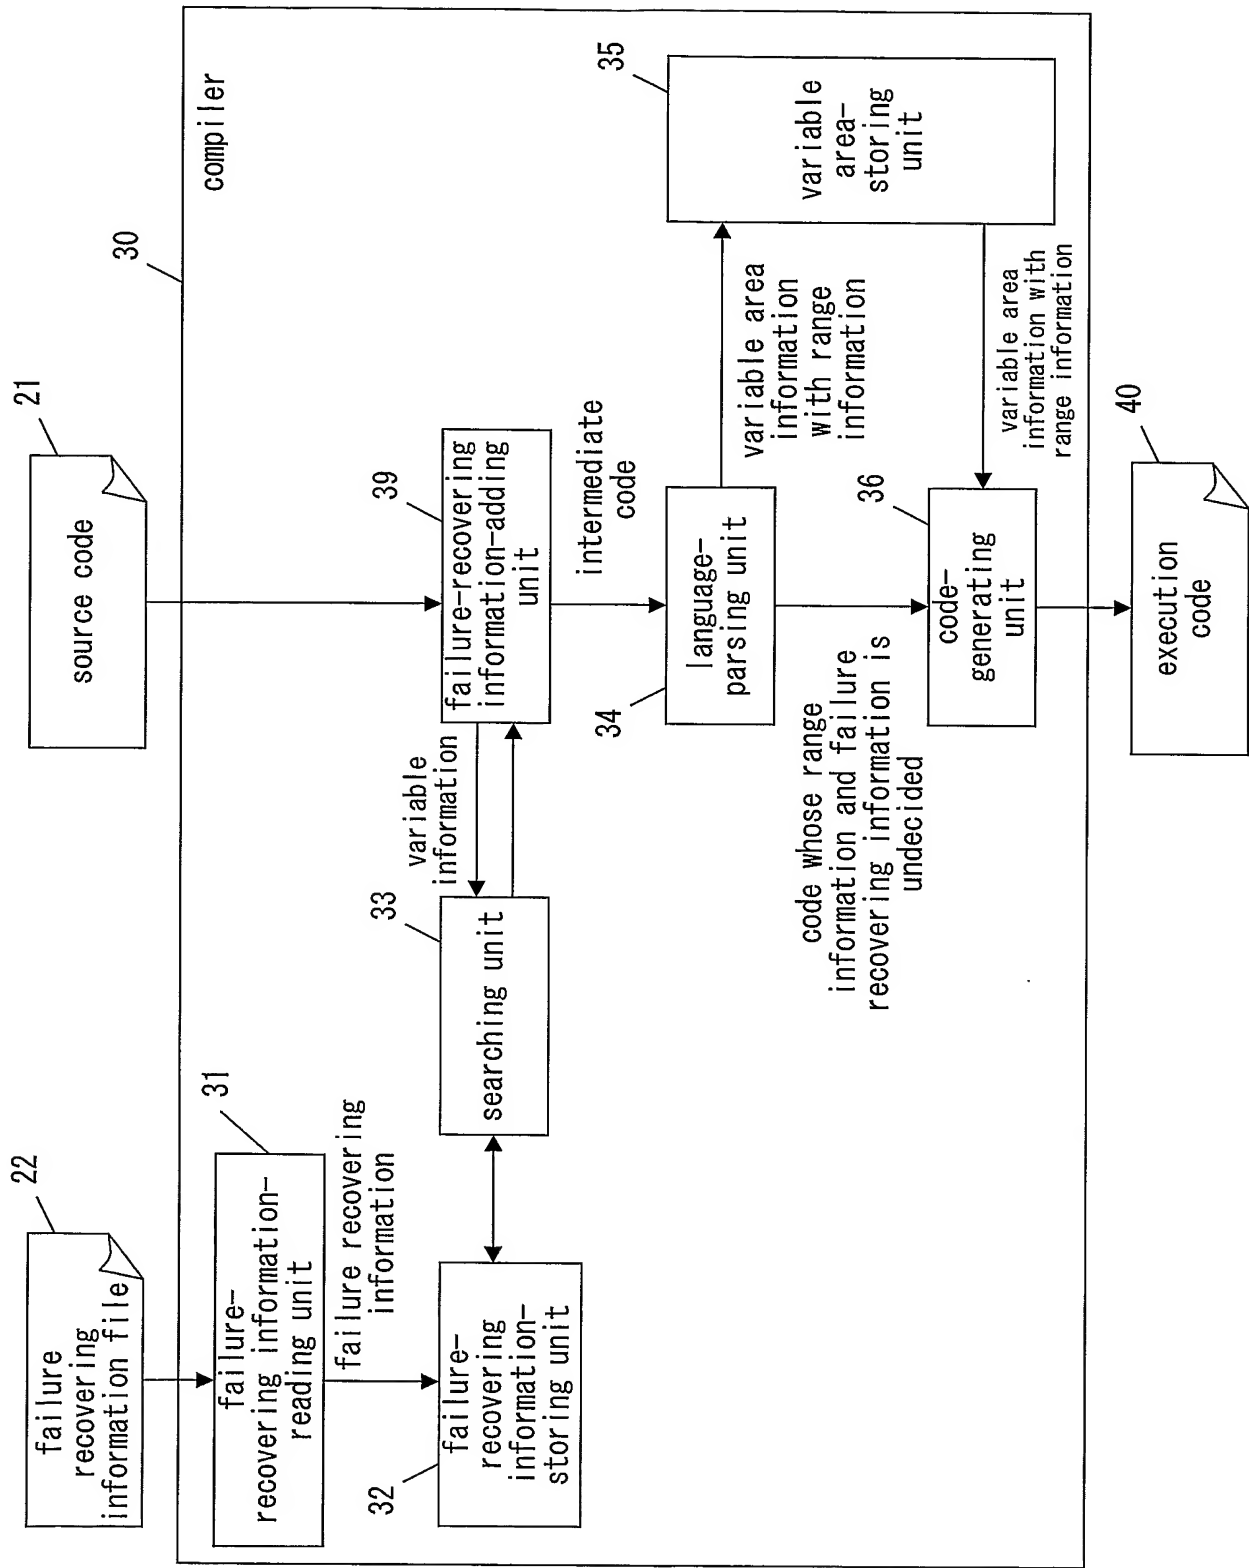 failure
recovering
information file
22
source code
21
30
compiler
failure-
recovering information-
reading unit
31
failure recovering
information
failure-
recovering
information-
storing unit
32
searching unit
33
variable
information
failure-recovering
information-adding
unit
39
intermediate
code
language-
parsing unit
34
variable area
information
with range
information
variable
area-
storing
unit
35
code whose range
information and failure
recovering information is
undecided
code-
generating
unit
36
variable area
information with
range information
execution
code
40